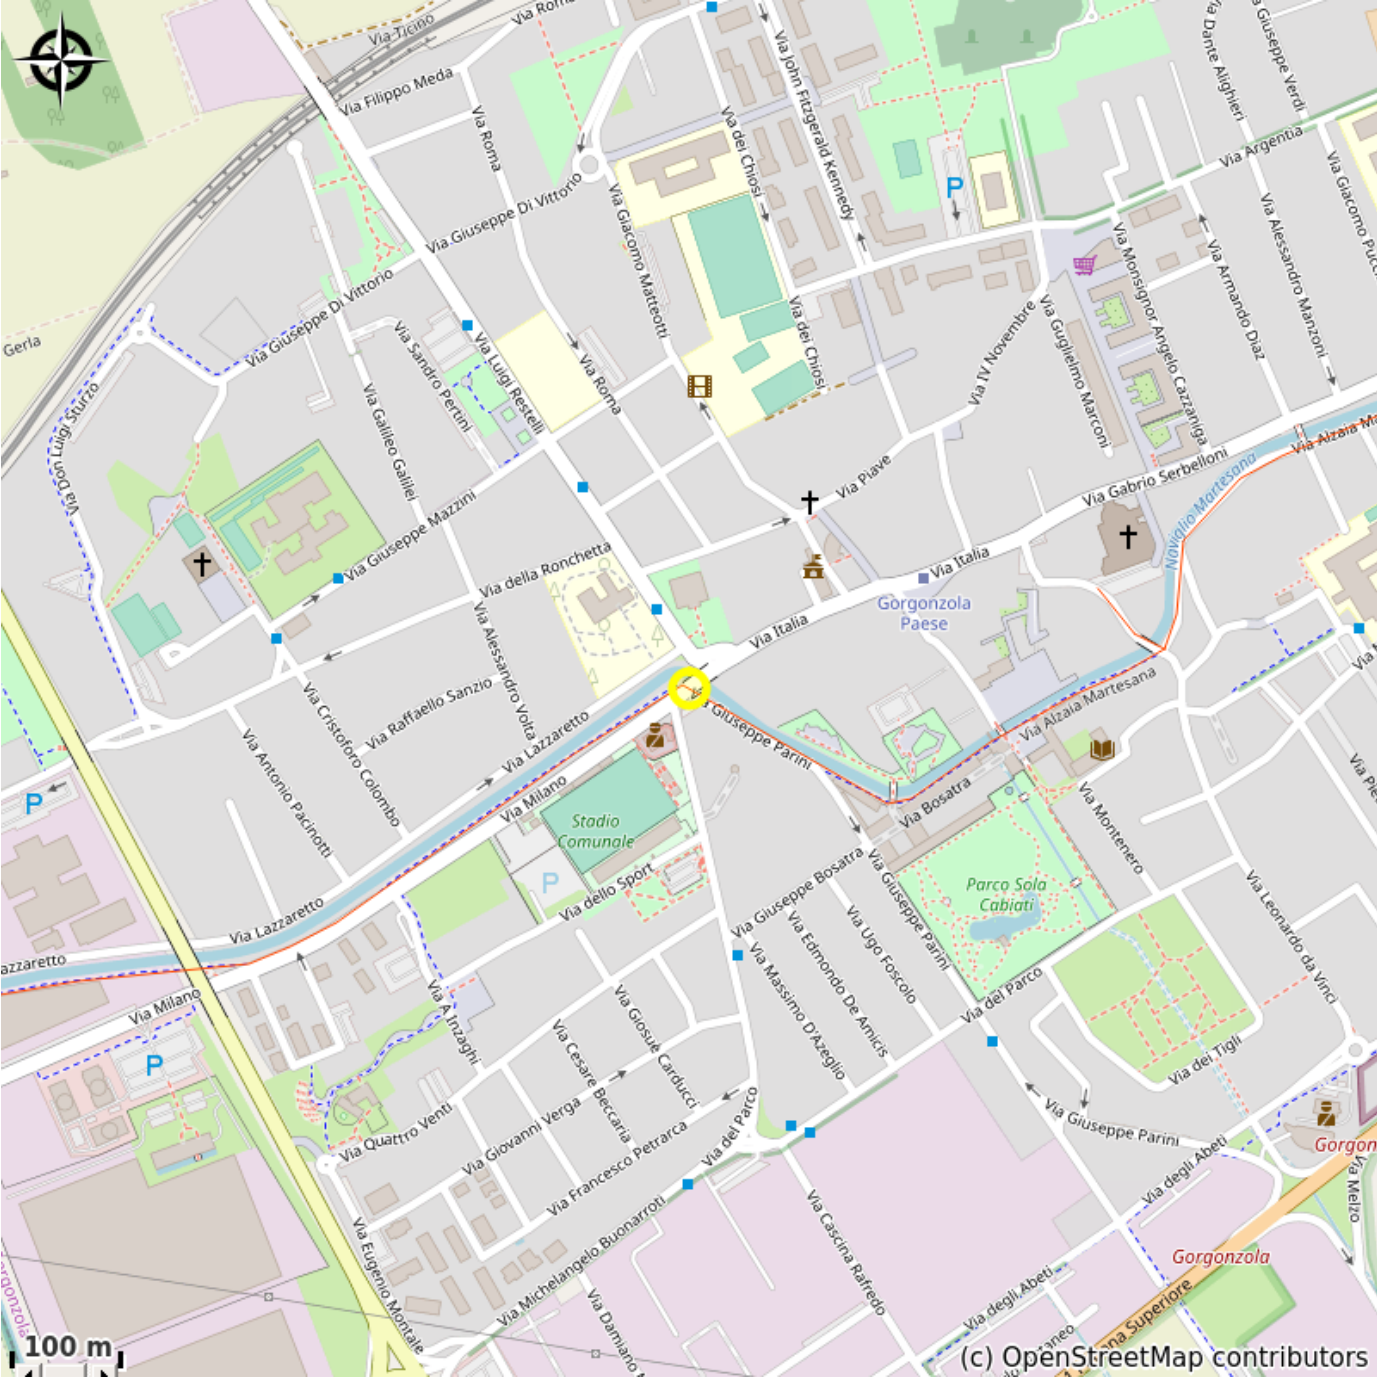 Via Roma
Via Ticino
Via Filippo Meda
Via John Fitzgerald Kennedy
Via Dante Alighieri
Via Giuseppe Verdi
Via Roma
Via dei Chiosi
Via Argentia
P
Via Giuseppe Di Vittorio
Via Giacomo Matteotti
Via Giacomo Pucc
Via Alessandro Manzoni
Via Armando Diaz
Via Monsignor Angelo Cazzaniga
Gerla
Via Giuseppe Di Vittorio
Via Sandro Pertini
Via Luigi Restelli
Via Roma
Via dei Chiosi
Via IV Novembre
Via Guglielmo Marconi
Via Don Luigi Sturzo
Via Galileo Galilei
Via Giuseppe Mazzini
Via Piave
Via Gabrio Serbelloni
Via Alzaia Ma
Naviglio Martesana
Via della Ronchetta
Via Italia
Gorgonzola
Paese
Via Italia
Via Alessandro Volta
Via Raffaello Sanzio
Via Cristoforo Colombo
Via Antonio Pacinotti
Via Lazzaretto
Via Milano
Via Giuseppe Parini
Via Alzaia Martesana
Via Bosatra
Via Montenero
P
Stadio
Comunale
P
Via dello Sport
Via Giuseppe Bosatra
Via Giuseppe Parini
Parco Sola
Cabiati
Via Leonardo da Vinci
Via Lazzaretto
azzaretto
Via Milano
Via Massimo D'Azeglio
Via Edmondo De Amicis
Via Ugo Foscolo
Via del Parco
Via A Inzaghi
Via Giosuè Carducci
Via Cesare Beccaria
Via dei Tigli
P
Via Quattro Venti
Via Giovanni Verga
Via Francesco Petrarca
Via del Parco
Via Giuseppe Parini
Via degli Abeti
Gorgon
Via Melzo
Via Eugenio Montale
Via Michelangelo Buonarroti
Via Cascina Rafredo
Gorgonzola
Via degli Abeti
ana Superiore
Via Damiano
orgonzola
100 m
(c) OpenStreetMap contributors